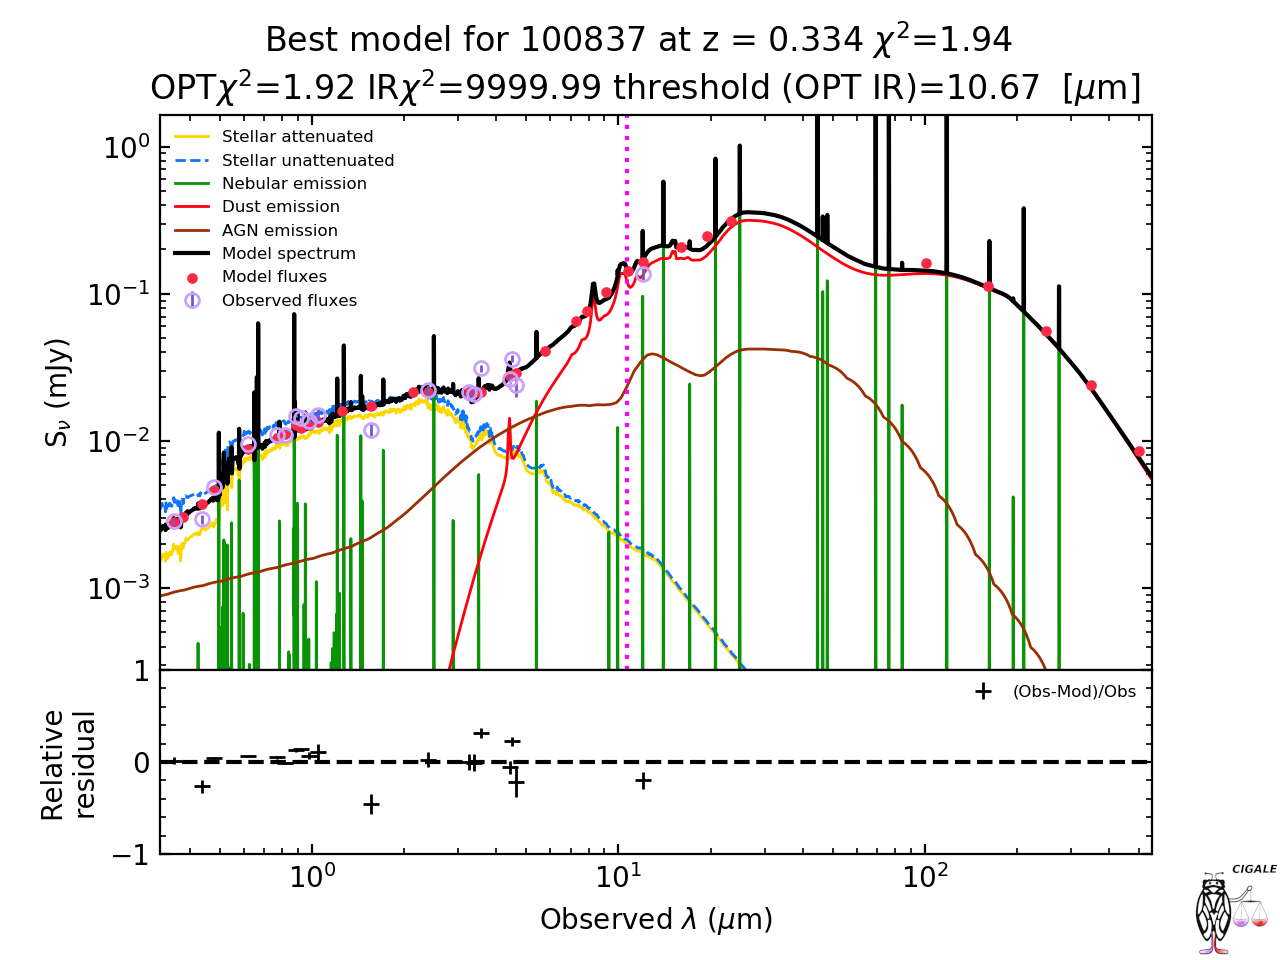 Best model for 100837 at z = 0.334 χ²=1.94
OPTχ²=1.92 IRχ²=9999.99 threshold (OPT IR)=10.67 [μm]
Stellar attenuated
Stellar unattenuated
Nebular emission
Dust emission
AGN emission
Model spectrum
Model fluxes
Observed fluxes
S_ν (mJy)
10⁰
10⁻¹
10⁻²
10⁻³
1
0
−1
Relative
residual
(Obs-Mod)/Obs
10⁰ 10¹ 10²
Observed λ (μm)
CIGALE